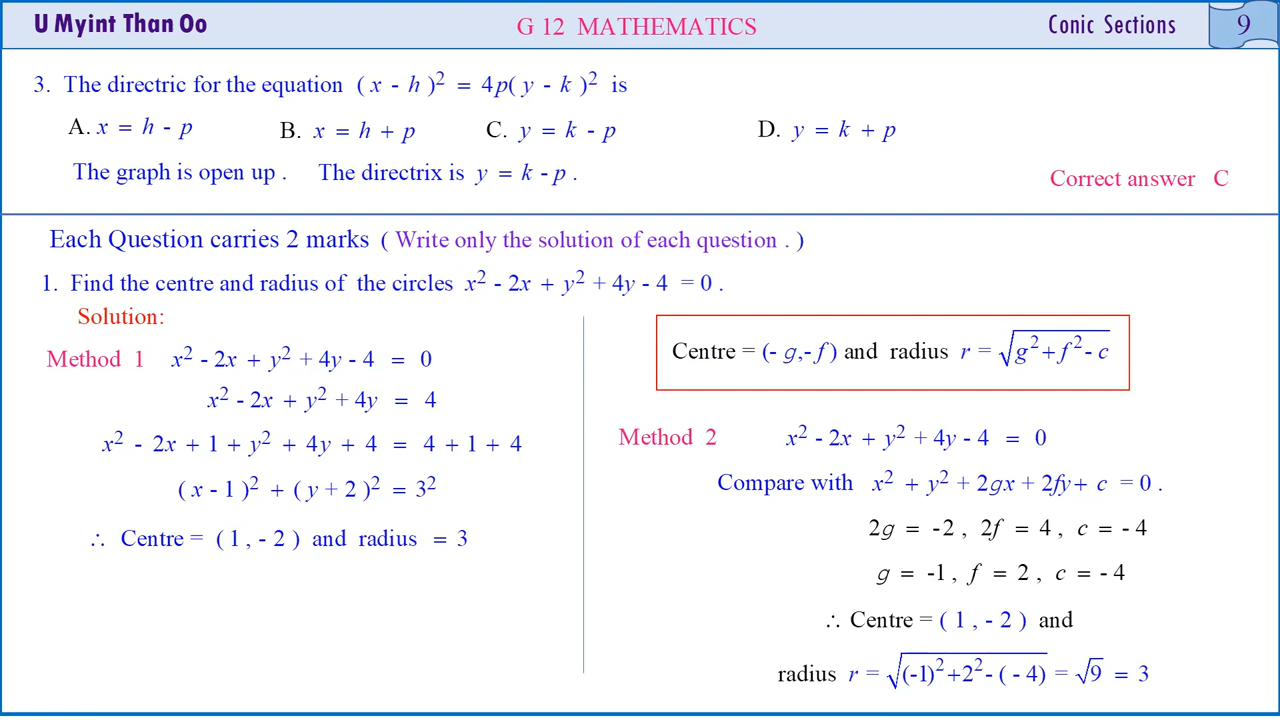 U Myint Than Oo
G 12 MATHEMATICS
Conic Sections
9
3. The directric for the equation ( x - h )² = 4p( y - k )² is
A. x = h - p
B. x = h + p
C. y = k - p
D. y = k + p
The graph is open up . The directrix is y = k - p .
Correct answer C
Each Question carries 2 marks ( Write only the solution of each question . )
1. Find the centre and radius of the circles x² - 2x + y² + 4y - 4 = 0 .
Solution:
Method 1 x² - 2x + y² + 4y - 4 = 0
x² - 2x + y² + 4y = 4
x² - 2x + 1 + y² + 4y + 4 = 4 + 1 + 4
( x - 1 )² + ( y + 2 )² = 3²
∴ Centre = ( 1 , - 2 ) and radius = 3
Centre = (- g,- f ) and radius r = √(g² + f² - c)
Method 2 x² - 2x + y² + 4y - 4 = 0
Compare with x² + y² + 2gx + 2fy + c = 0 .
2g = -2 , 2f = 4 , c = - 4
g = -1 , f = 2 , c = - 4
∴ Centre = ( 1 , - 2 ) and
radius r = √((-1)² + 2² - ( - 4)) = √9 = 3